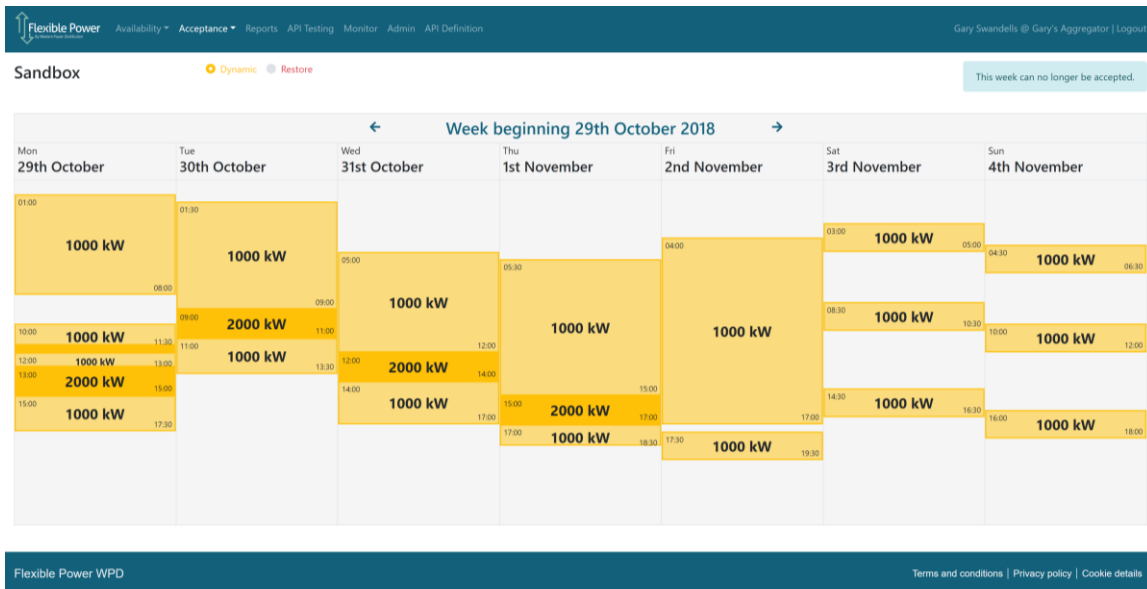 Flexible Power
by Western Power Distribution
Availability Acceptance Reports API Testing Monitor Admin API Definition
Gary Swandells @ Gary's Aggregator | Logout
Sandbox
Dynamic Restore
This week can no longer be accepted.
← Week beginning 29th October 2018 →
Mon
29th October
Tue
30th October
Wed
31st October
Thu
1st November
Fri
2nd November
Sat
3rd November
Sun
4th November
01:00
1000 kW
08:00
10:00
1000 kW
11:30
12:00
1000 kW
13:00
13:00
2000 kW
15:00
15:00
1000 kW
17:30
01:30
1000 kW
09:00
09:00
2000 kW
11:00
11:00
1000 kW
13:30
05:00
1000 kW
12:00
12:00
2000 kW
14:00
14:00
1000 kW
17:00
05:30
1000 kW
15:00
15:00
2000 kW
17:00
17:00
1000 kW
18:30
04:00
1000 kW
17:00
17:30
1000 kW
19:30
03:00
1000 kW
05:00
08:30
1000 kW
10:30
14:30
1000 kW
16:30
04:30
1000 kW
06:30
10:00
1000 kW
12:00
16:00
1000 kW
18:00
Flexible Power WPD
Terms and conditions | Privacy policy | Cookie details